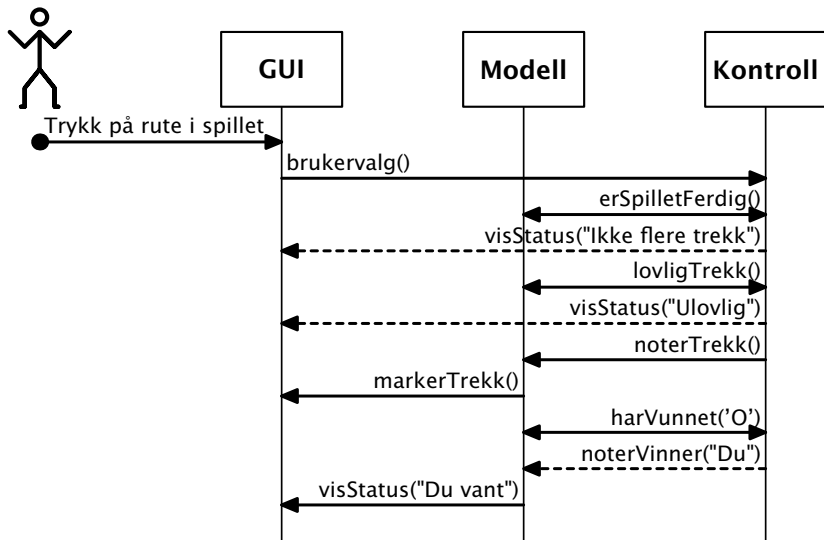 GUI
Modell
Kontroll
Trykk på rute i spillet
brukervalg()
erSpilletFerdig()
visStatus("Ikke flere trekk")
lovligTrekk()
visStatus("Ulovlig")
noterTrekk()
markerTrekk()
harVunnet(’O’)
noterVinner("Du")
visStatus("Du vant")